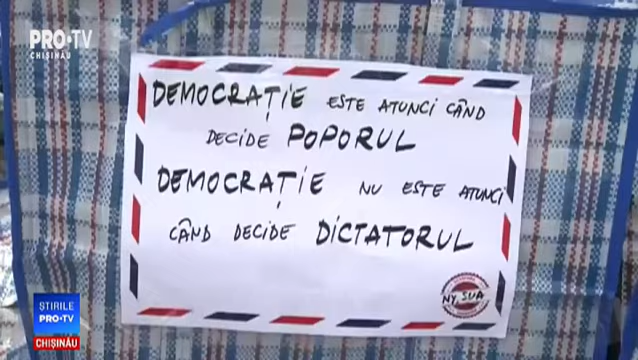 PRO•TV
CHIȘINĂU
DEMOCRAȚIE ESTE ATUNCI CÂND
DECIDE POPORUL
DEMOCRAȚIE NU ESTE ATUNCI
CÂND DECIDE DICTATORUL
NY, SUA
ȘTIRILE
PRO•TV
CHIȘINĂU